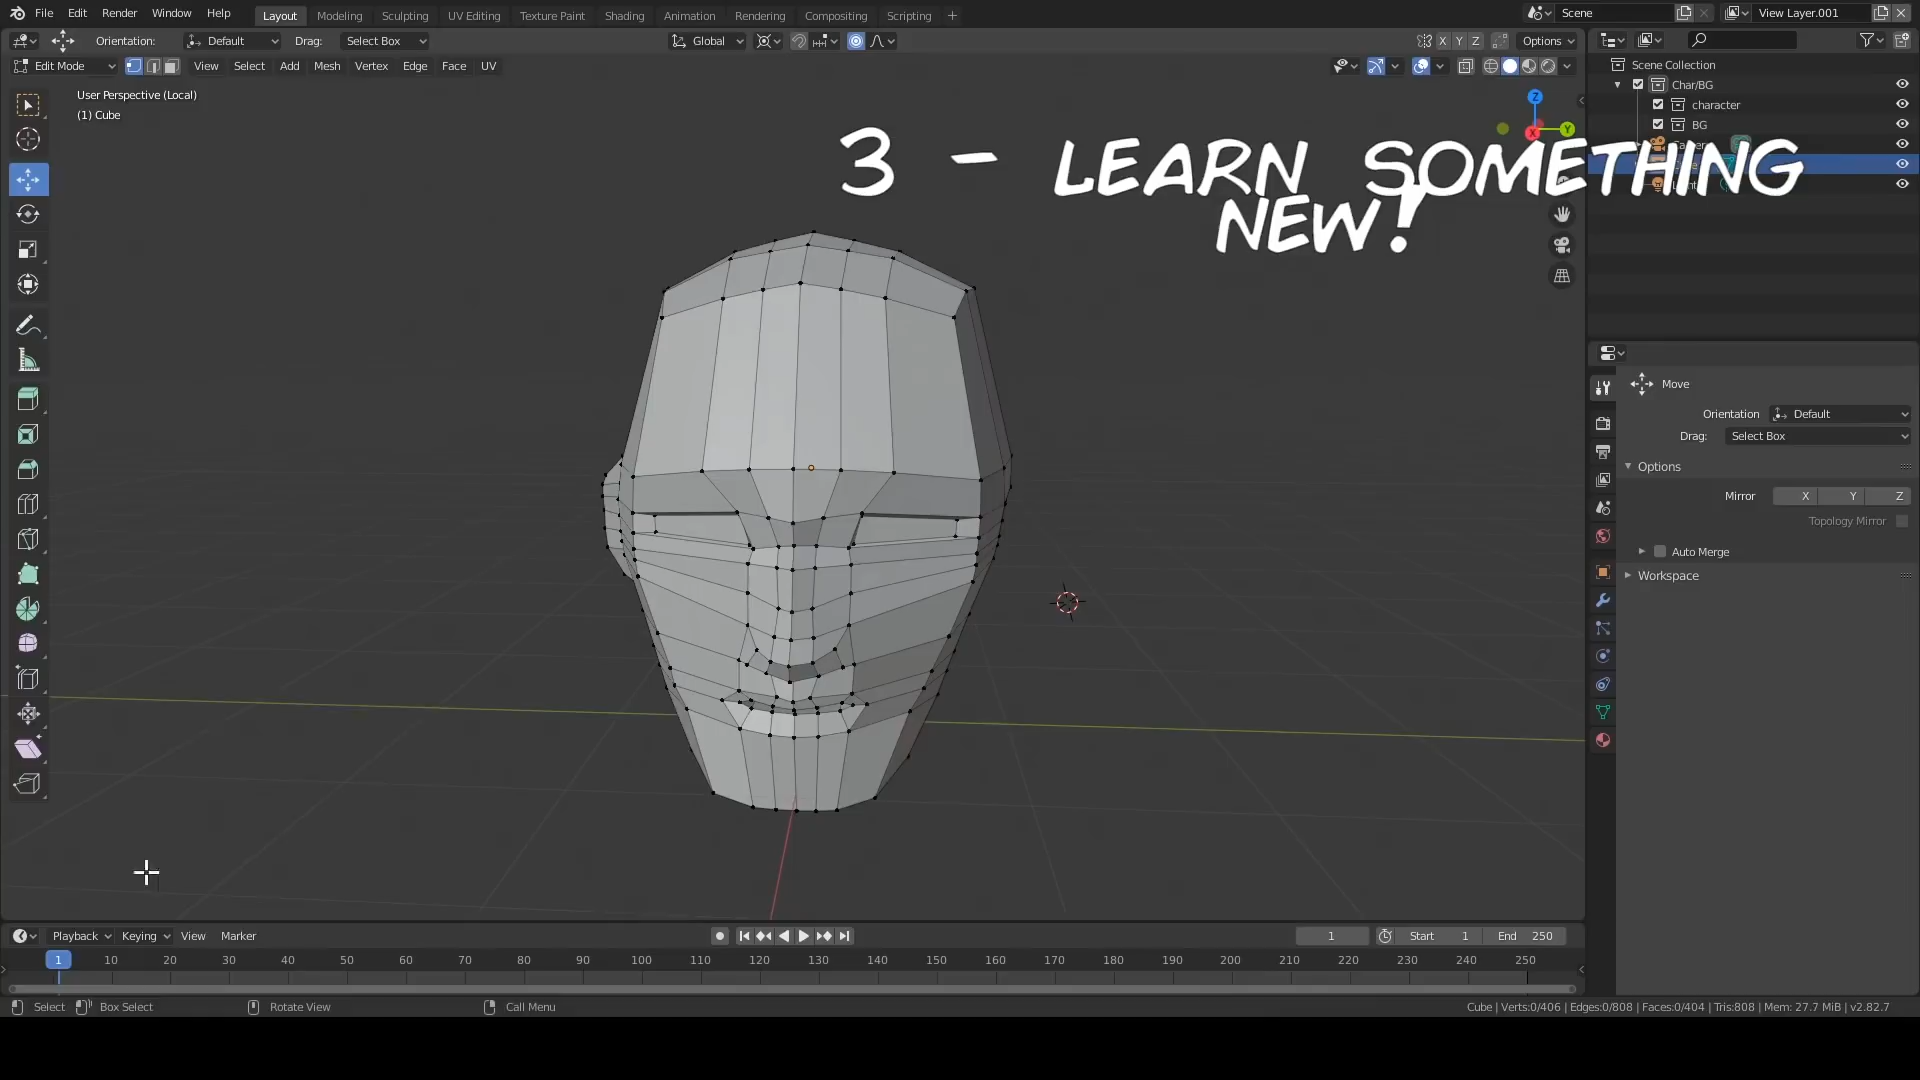 File Edit Render Window Help Layout Modeling Sculpting UV Editing Texture Paint Shading Animation Rendering Compositing Scripting + Scene View Layer.001
Orientation: Default Drag: Select Box Global X Y Z Options
Edit Mode View Select Add Mesh Vertex Edge Face UV
User Perspective (Local)
(1) Cube
3 - LEARN SOMETHING
NEW!
Z
Y
X
Scene Collection
Char/BG
character
BG
Move
Orientation Default
Drag: Select Box
Options
Mirror X Y Z
Topology Mirror
Auto Merge
Workspace
Playback Keying View Marker 1 Start 1 End 250
1 10 20 30 40 50 60 70 80 90 100 110 120 130 140 150 160 170 180 190 200 210 220 230 240 250
Select Box Select Rotate View Call Menu Cube | Verts:0/406 | Edges:0/808 | Faces:0/404 | Tris:808 | Mem: 27.7 MiB | v2.82.7